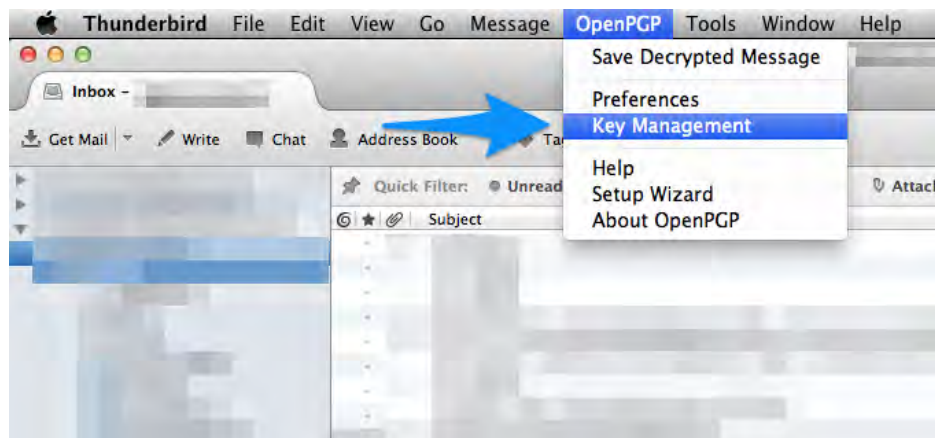 Thunderbird File Edit View Go Message OpenPGP Tools Window Help
Save Decrypted Message
Inbox -
Preferences
Key Management
Get Mail Write Chat Address Book
Help
Quick Filter: Unread
Setup Wizard
Subject
About OpenPGP